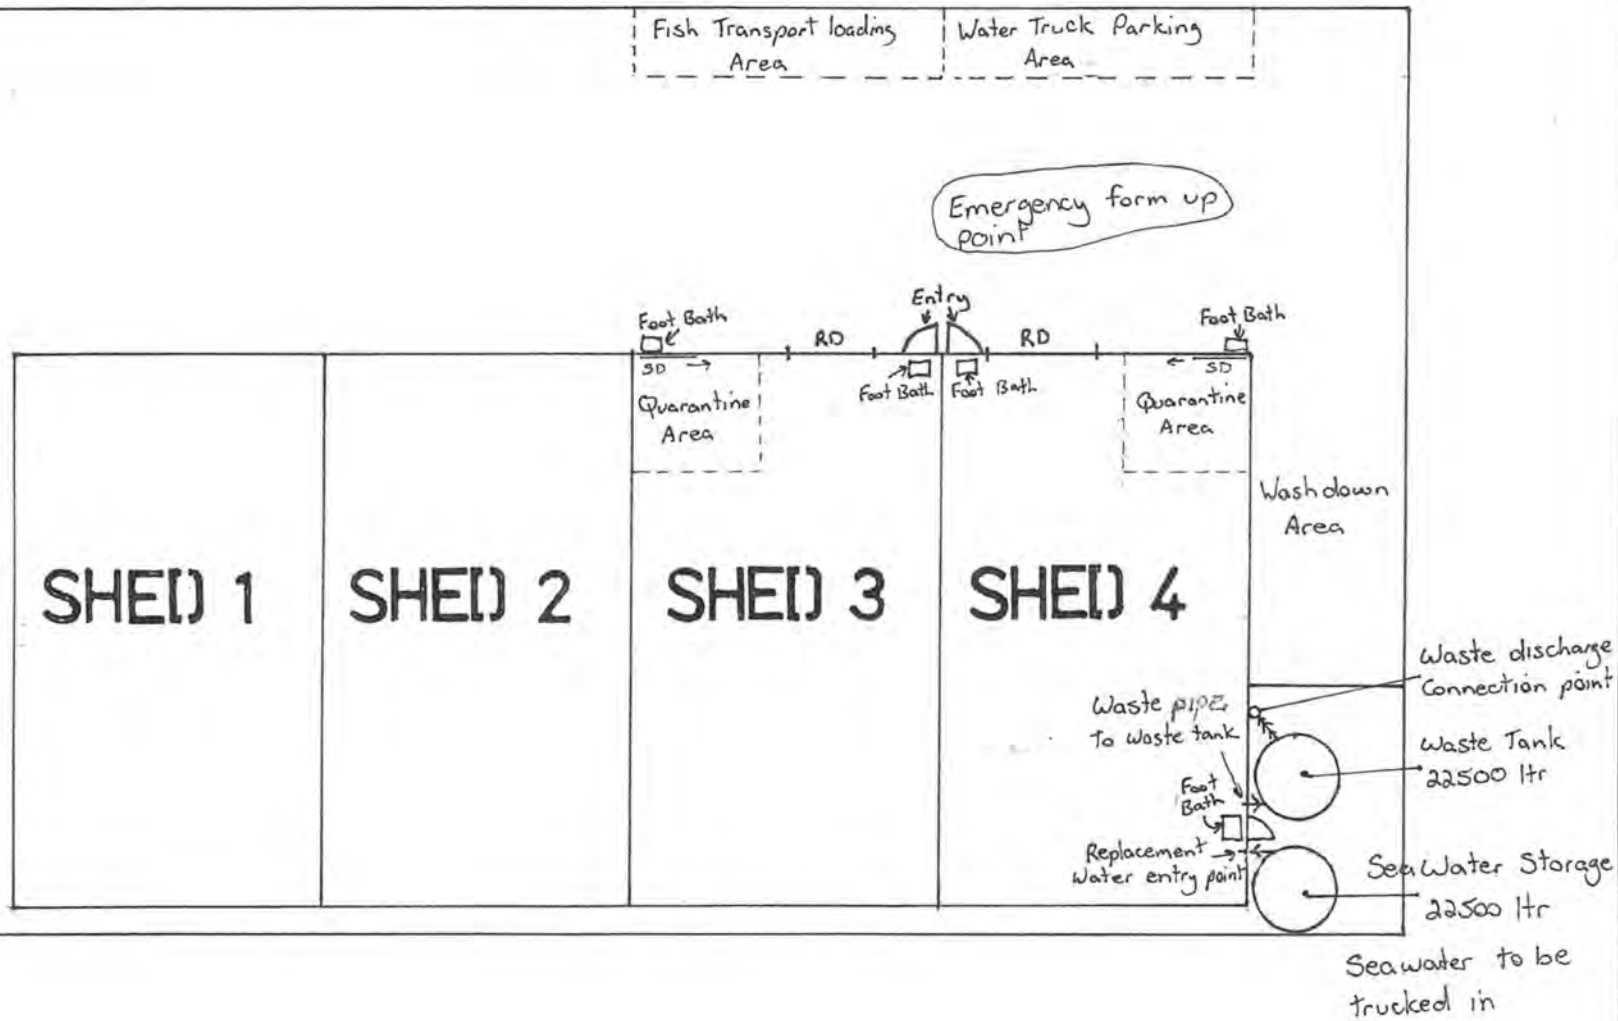 Fish Transport loading
Area
Water Truck Parking
Area
Emergency form up
point
Entry
Foot Bath
RD
RD
Foot Bath
SD
Foot Bath
Foot Bath
SD
Quarantine
Area
Quarantine
Area
Washdown
Area
SHED 1
SHED 2
SHED 3
SHED 4
Waste discharge
Connection point
Waste pipe
To waste tank
Waste Tank
22500 ltr
Foot
Bath
Replacement
Water entry point
Sea Water Storage
22500 ltr
Seawater to be
trucked in